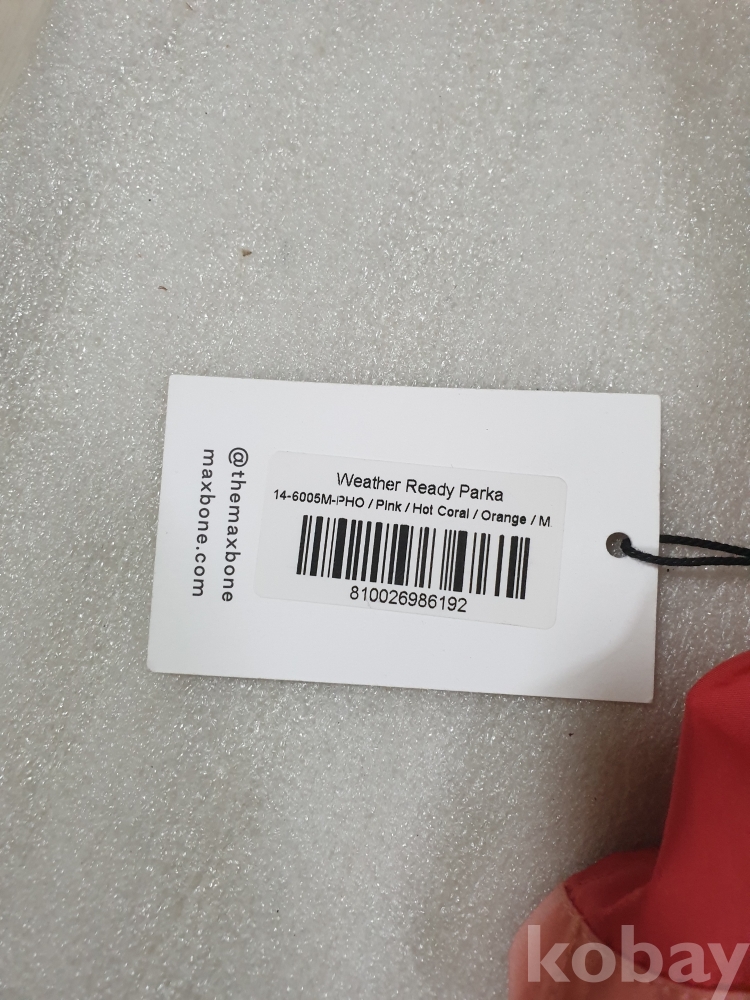 @themaxbone
maxbone.com
Weather Ready Parka
14-6005M-PHO / Pink / Hot Coral / Orange / M
810026986192
kobay